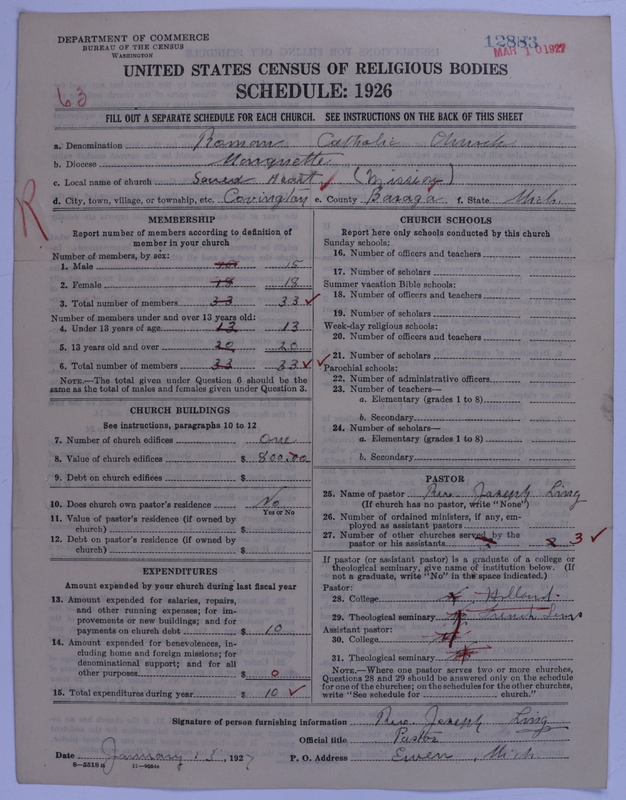 DEPARTMENT OF COMMERCE
BUREAU OF THE CENSUS
WASHINGTON
12883
MAR 10 1927
UNITED STATES CENSUS OF RELIGIOUS BODIES
SCHEDULE: 1926
63
FILL OUT A SEPARATE SCHEDULE FOR EACH CHURCH. SEE INSTRUCTIONS ON THE BACK OF THIS SHEET
a. Denomination Roman Catholic Church
b. Diocese Marquette
c. Local name of church Sacred Heart (Mission)
d. City, town, village, or township, etc. Covington e. County Baraga f. State Mich.
R
MEMBERSHIP
Report number of members according to definition of
member in your church
Number of members, by sex:
1. Male 15
2. Female 18 18
3. Total number of members 33 33
Number of members under and over 13 years old:
4. Under 13 years of age 13 13
5. 13 years old and over 20 20
6. Total number of members 33 33
NOTE.—The total given under Question 6 should be the
same as the total of males and females given under Question 3.
CHURCH BUILDINGS
See instructions, paragraphs 10 to 12
7. Number of church edifices One
8. Value of church edifices $ 800.00
9. Debt on church edifices $
10. Does church own pastor's residence No
Yes or No
11. Value of pastor's residence (if owned by
church) $
12. Debt on pastor's residence (if owned by
church) $
EXPENDITURES
Amount expended by your church during last fiscal year
13. Amount expended for salaries, repairs,
and other running expenses; for im-
provements or new buildings; and for
payments on church debt $ 10
14. Amount expended for benevolences, in-
cluding home and foreign missions; for
denominational support; and for all
other purposes $ 0
15. Total expenditures during year $ 10
CHURCH SCHOOLS
Report here only schools conducted by this church
Sunday schools:
16. Number of officers and teachers
17. Number of scholars
Summer vacation Bible schools:
18. Number of officers and teachers
19. Number of scholars
Week-day religious schools:
20. Number of officers and teachers
21. Number of scholars
Parochial schools:
22. Number of administrative officers
23. Number of teachers—
a. Elementary (grades 1 to 8)
b. Secondary
24. Number of scholars—
a. Elementary (grades 1 to 8)
b. Secondary
PASTOR
25. Name of pastor Rev. Joseph Ling
(If church has no pastor, write "None")
26. Number of ordained ministers, if any, em-
ployed as assistant pastors
27. Number of other churches served by the
pastor or his assistants 3
If pastor (or assistant pastor) is a graduate of a college or
theological seminary, give name of institution below. (If
not a graduate, write "No" in the space indicated.)
Pastor:
28. College Holland
29. Theological seminary French Sem
Assistant pastor:
30. College
31. Theological seminary
NOTE.—Where one pastor serves two or more churches,
Questions 28 and 29 should be answered only on the schedule
for one of the churches; on the schedules for the other churches,
write "See schedule for church."
Signature of person furnishing information Rev. Joseph Ling
Official title Pastor
Date January 13, 1927 P. O. Address Ewen, Mich
8—5518a 11—9054a